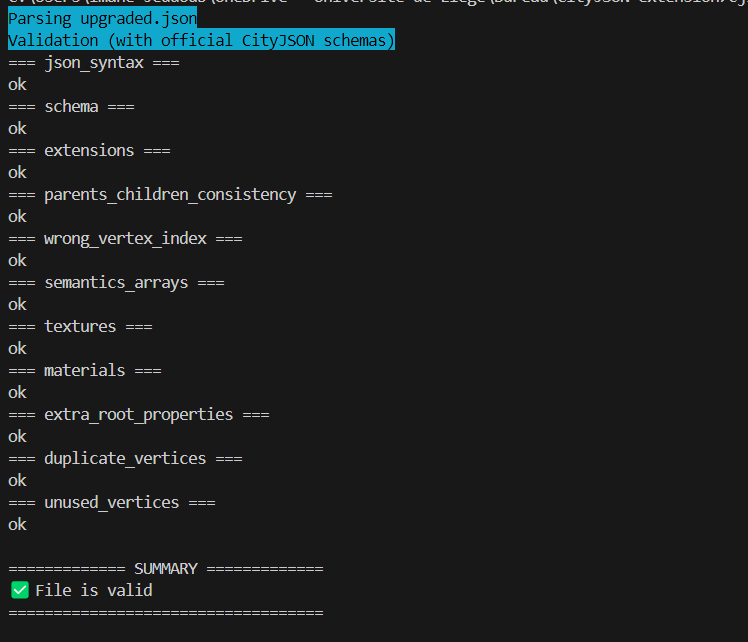 Parsing upgraded.json
Validation (with official CityJSON schemas)
=== json_syntax ===
ok
=== schema ===
ok
=== extensions ===
ok
=== parents_children_consistency ===
ok
=== wrong_vertex_index ===
ok
=== semantics_arrays ===
ok
=== textures ===
ok
=== materials ===
ok
=== extra_root_properties ===
ok
=== duplicate_vertices ===
ok
=== unused_vertices ===
ok
============= SUMMARY =============
✅ File is valid
===================================